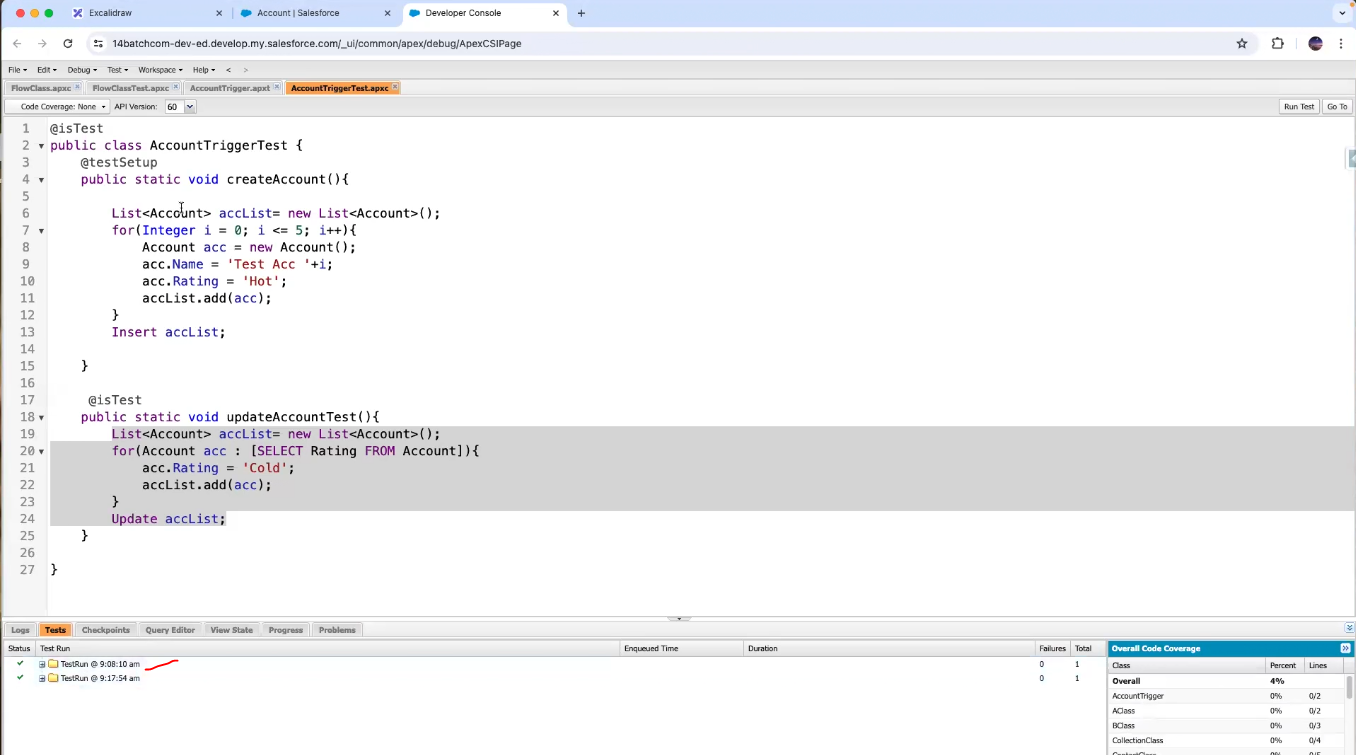 Excalidraw
Account | Salesforce
Developer Console
14batchcom-dev-ed.develop.my.salesforce.com/_ui/common/apex/debug/ApexCSIPage
File Edit Debug Test Workspace Help < >
FlowClass.apxc FlowClassTest.apxc AccountTrigger.apxt AccountTriggerTest.apxc
Code Coverage: None API Version: 60 Run Test Go To
1 @isTest
2 public class AccountTriggerTest {
3 @testSetup
4 public static void createAccount(){
5
6 List<Account> accList= new List<Account>();
7 for(Integer i = 0; i <= 5; i++){
8 Account acc = new Account();
9 acc.Name = 'Test Acc '+i;
10 acc.Rating = 'Hot';
11 accList.add(acc);
12 }
13 Insert accList;
14
15 }
16
17 @isTest
18 public static void updateAccountTest(){
19 List<Account> accList= new List<Account>();
20 for(Account acc : [SELECT Rating FROM Account]){
21 acc.Rating = 'Cold';
22 accList.add(acc);
23 }
24 Update accList;
25 }
26
27 }
Logs Tests Checkpoints Query Editor View State Progress Problems
Status Test Run Enqueued Time Duration Failures Total
TestRun @ 9:08:10 am 0 1
TestRun @ 9:17:54 am 0 1
Overall Code Coverage
Class Percent Lines
Overall 4%
AccountTrigger 0% 0/2
AClass 0% 0/2
BClass 0% 0/3
CollectionClass 0% 0/4